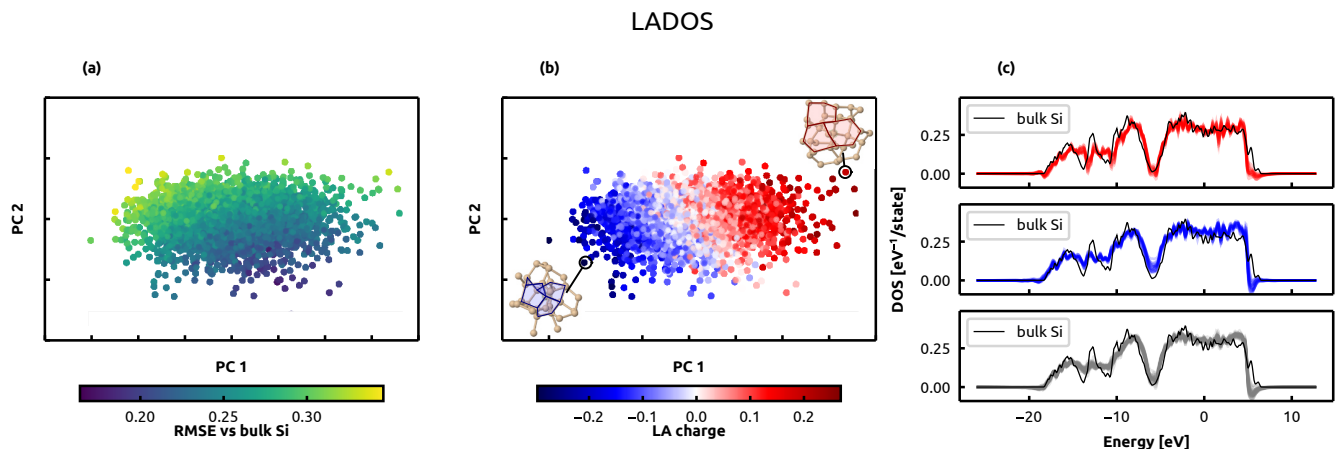 LADOS
(a)
PC 2
PC 1
0.20 0.25 0.30
RMSE vs bulk Si
(b)
PC 2
PC 1
−0.2 −0.1 0.0 0.1 0.2
LA charge
(c)
DOS [eV⁻¹/state]
0.25
0.00
bulk Si
0.25
0.00
bulk Si
0.25
0.00
bulk Si
−20 −10 0 10
Energy [eV]